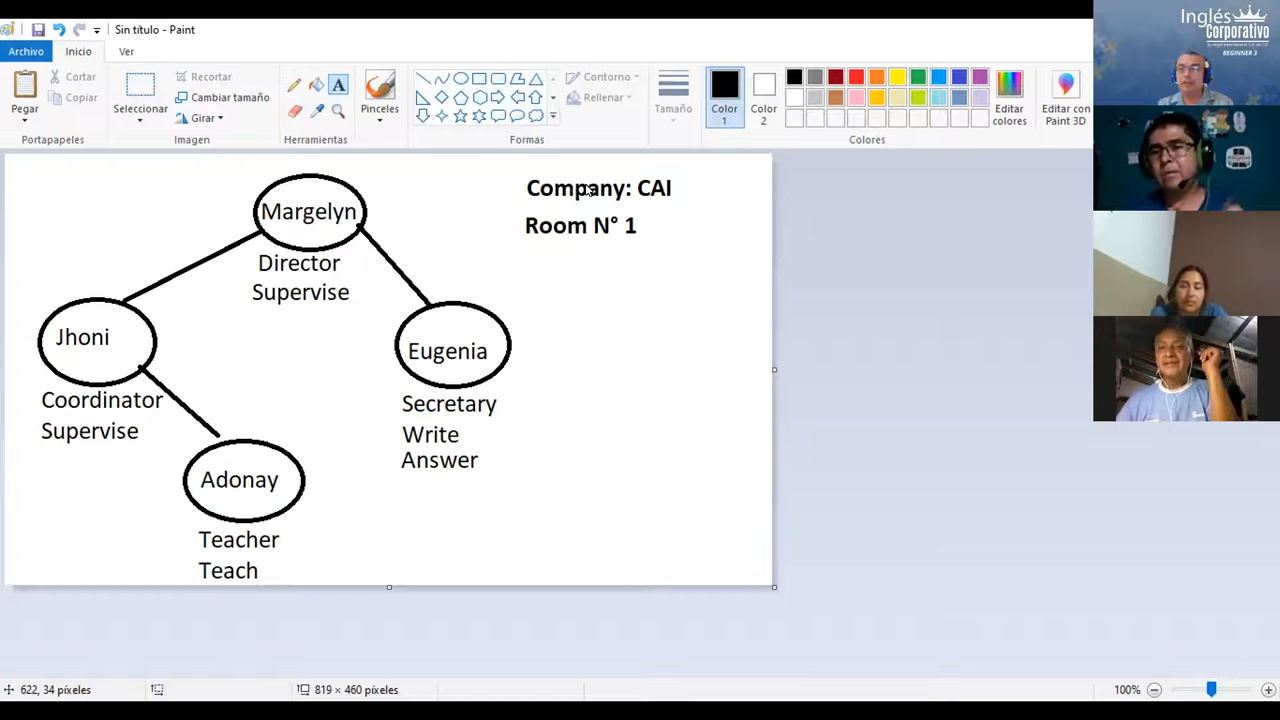 Sin título - Paint
Archivo
Inicio
Ver
Pegar
Cortar
Copiar
Portapapeles
Seleccionar
Recortar
Cambiar tamaño
Girar
Imagen
A
Herramientas
Pinceles
Contorno
Rellenar
Formas
Tamaño
Color
1
Color
2
Editar
colores
Editar con
Paint 3D
Colores
Inglés
Corporativo
BEGINNER 3
Company: CAI
Room N° 1
Margelyn
Director
Supervise
Jhoni
Coordinator
Supervise
Eugenia
Secretary
Write
Answer
Adonay
Teacher
Teach
622, 34 píxeles
819 × 460 píxeles
100%